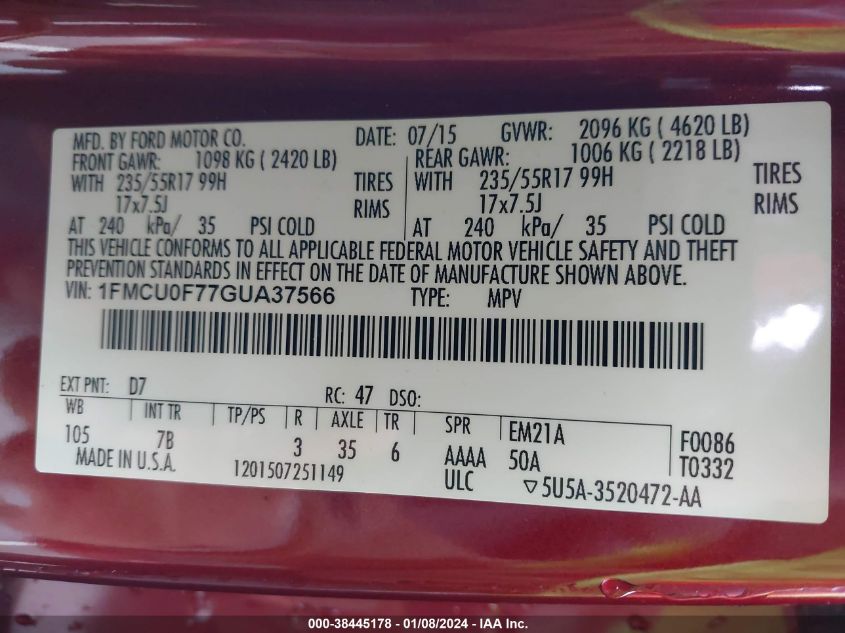 MFD. BY FORD MOTOR CO. DATE: 07/15 GVWR: 2096 KG ( 4620 LB)
FRONT GAWR: 1098 KG ( 2420 LB) REAR GAWR: 1006 KG ( 2218 LB)
WITH 235/55R17 99H TIRES WITH 235/55R17 99H TIRES
17x7.5J RIMS 17x7.5J RIMS
AT 240 kPa/ 35 PSI COLD AT 240 kPa/ 35 PSI COLD
THIS VEHICLE CONFORMS TO ALL APPLICABLE FEDERAL MOTOR VEHICLE SAFETY AND THEFT
PREVENTION STANDARDS IN EFFECT ON THE DATE OF MANUFACTURE SHOWN ABOVE.
VIN: 1FMCU0F77GUA37566 TYPE: MPV
EXT PNT: D7 RC: 47 DSO:
WB INT TR TP/PS R AXLE TR SPR EM21A F0086
105 7B 3 35 6 AAAA 50A T0332
MADE IN U.S.A. 1201507251149 ULC ▽5U5A-3520472-AA
000-38445178 - 01/08/2024 - IAA Inc.